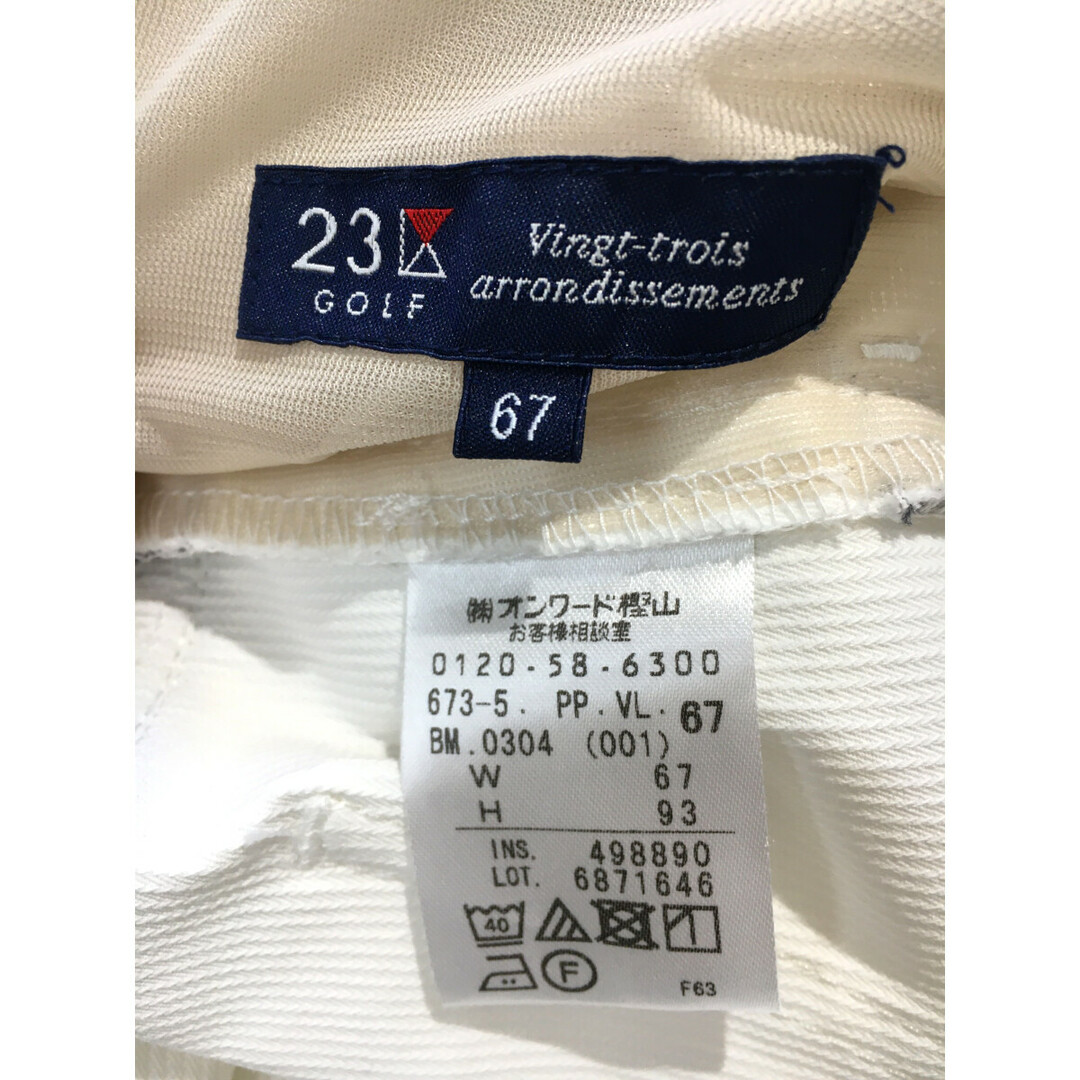 23
GOLF
Vingt-trois
arrondissements
67
㈱オンワード樫山
お客様相談室
0120-58-6300
673-5. PP.VL. 67
BM.0304 (001)
W 67
H 93
INS. 498890
LOT. 6871646
40
F
F63